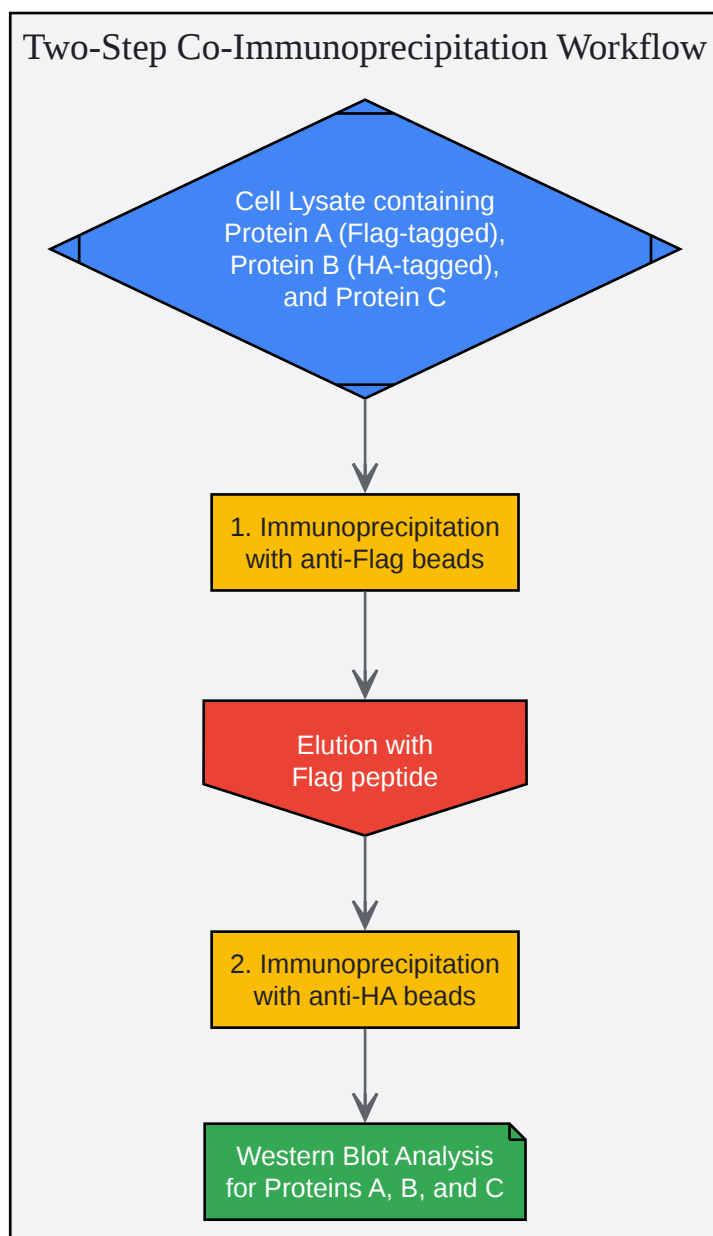 Two-Step Co-Immunoprecipitation Workflow
Cell Lysate containing
Protein A (Flag-tagged),
Protein B (HA-tagged),
and Protein C
1. Immunoprecipitation
with anti-Flag beads
Elution with
Flag peptide
2. Immunoprecipitation
with anti-HA beads
Western Blot Analysis
for Proteins A, B, and C